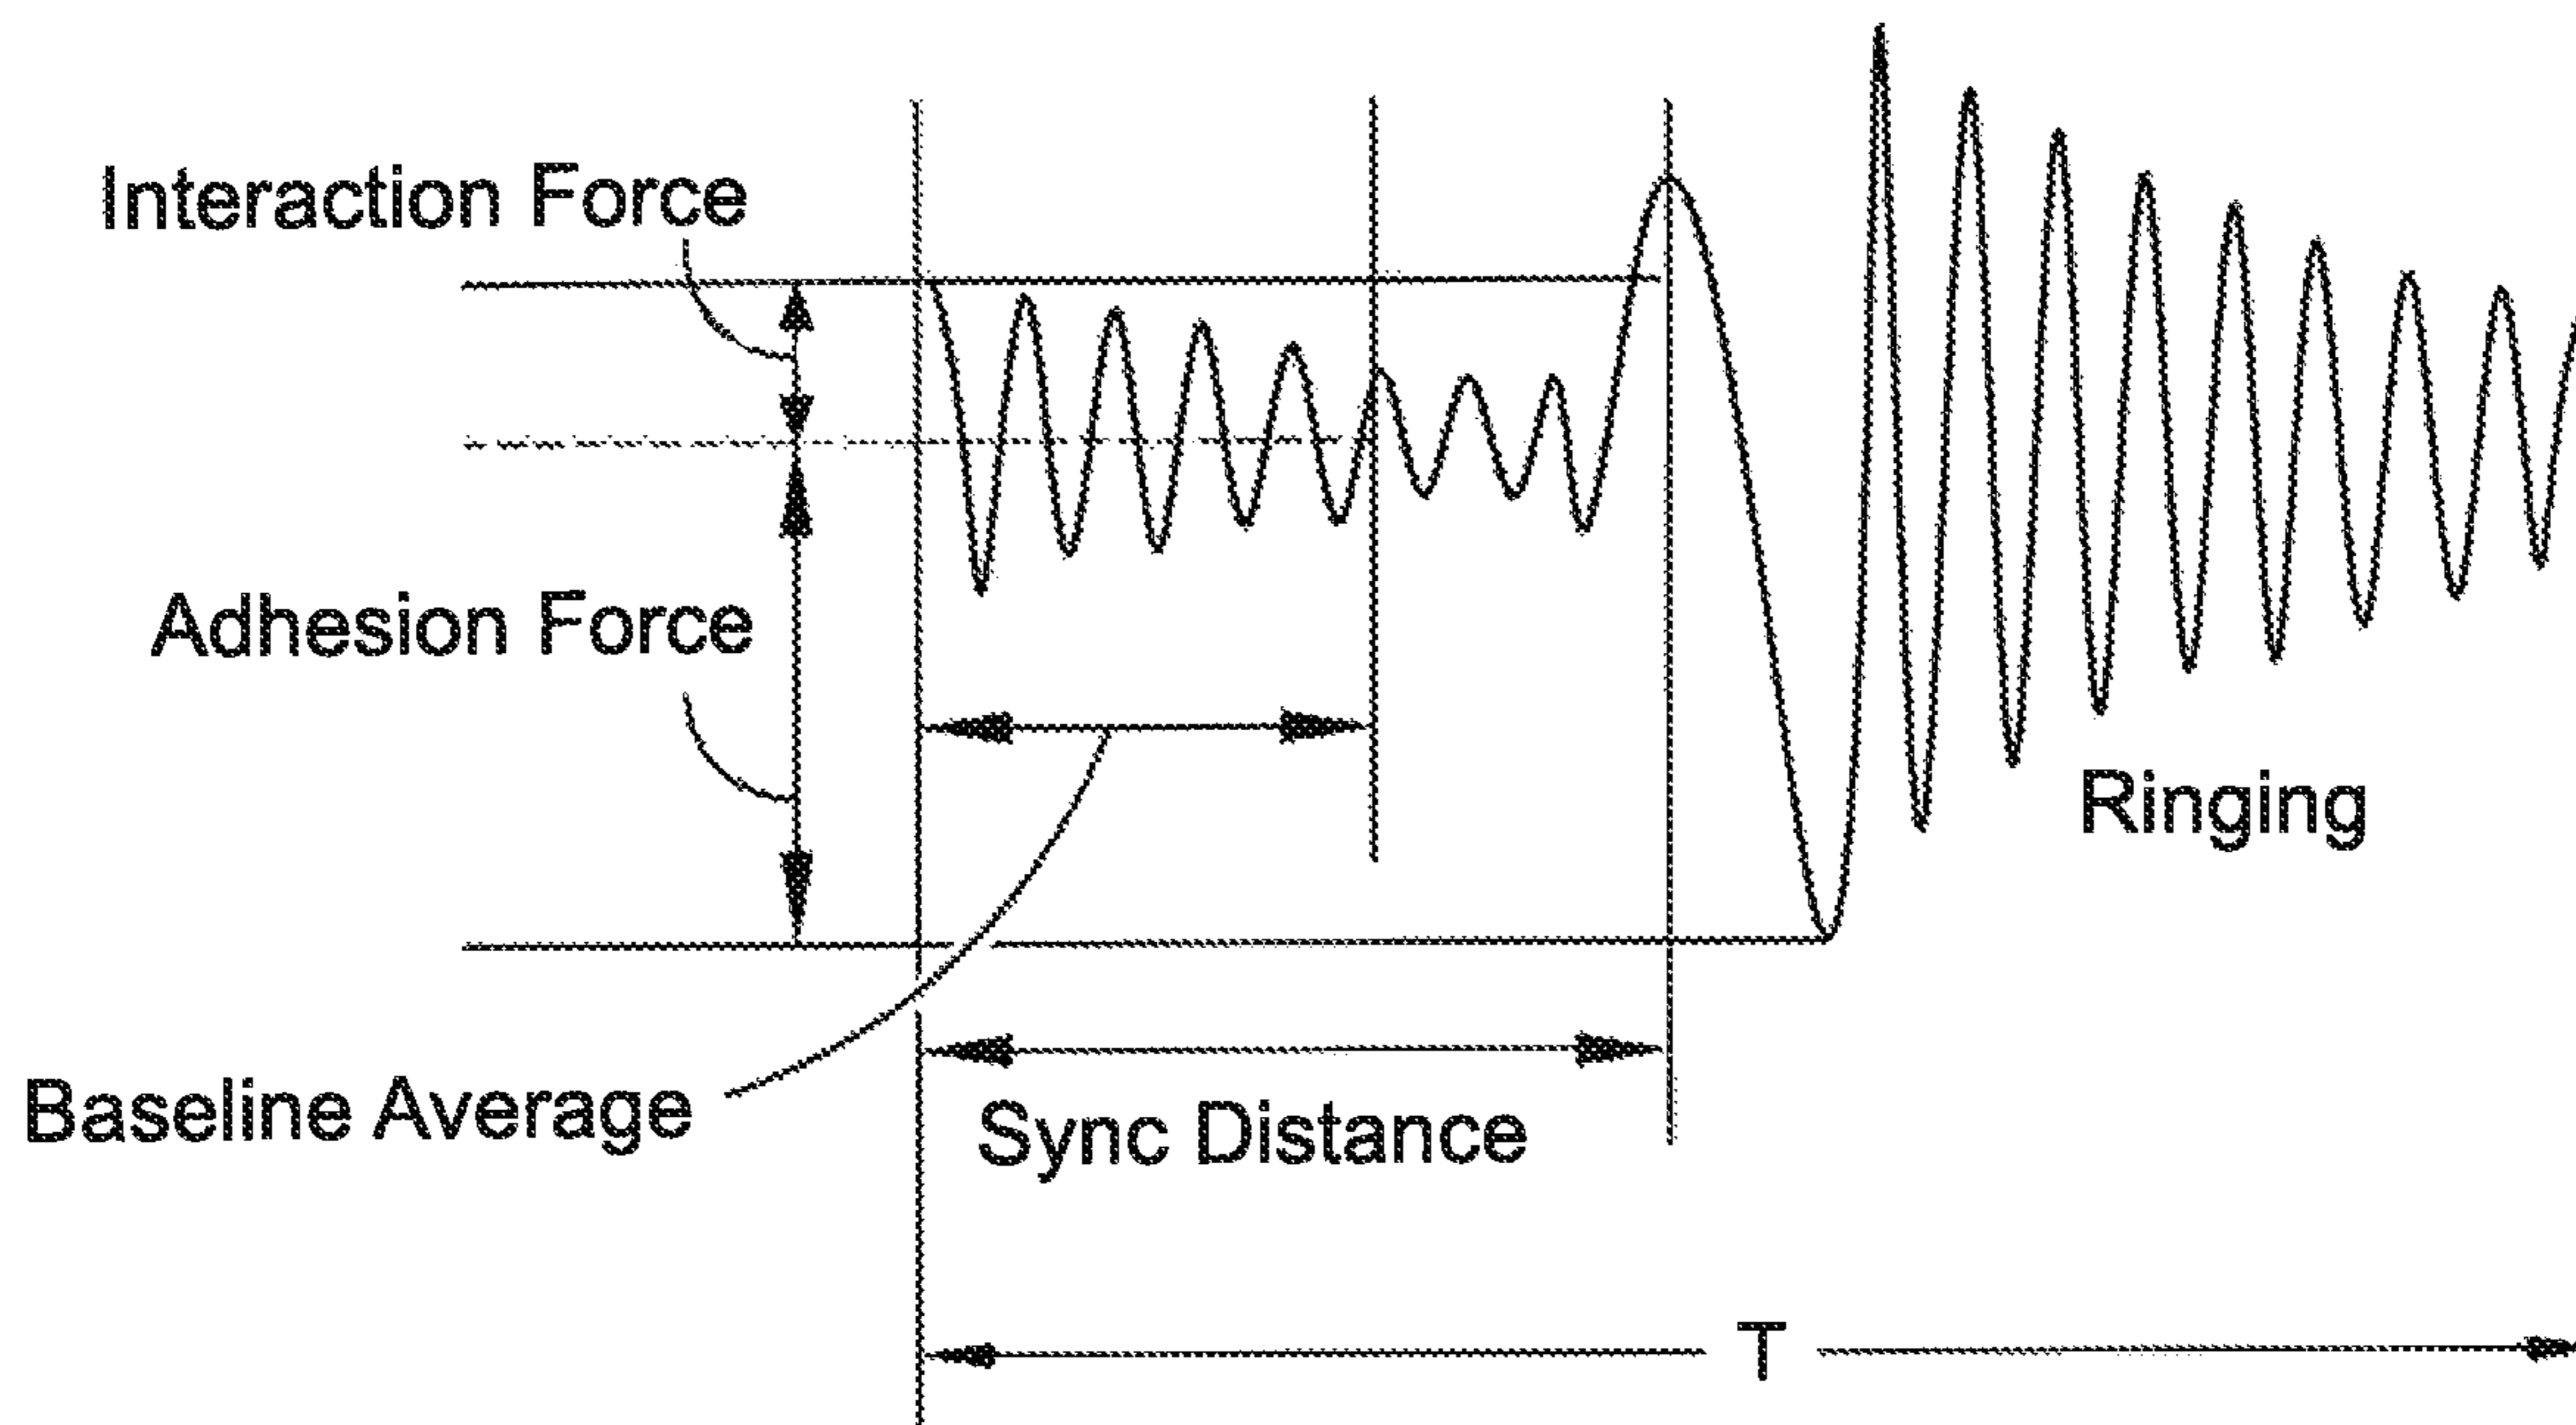 Interaction Force
Adhesion Force
Ringing
Baseline Average
Sync Distance
T